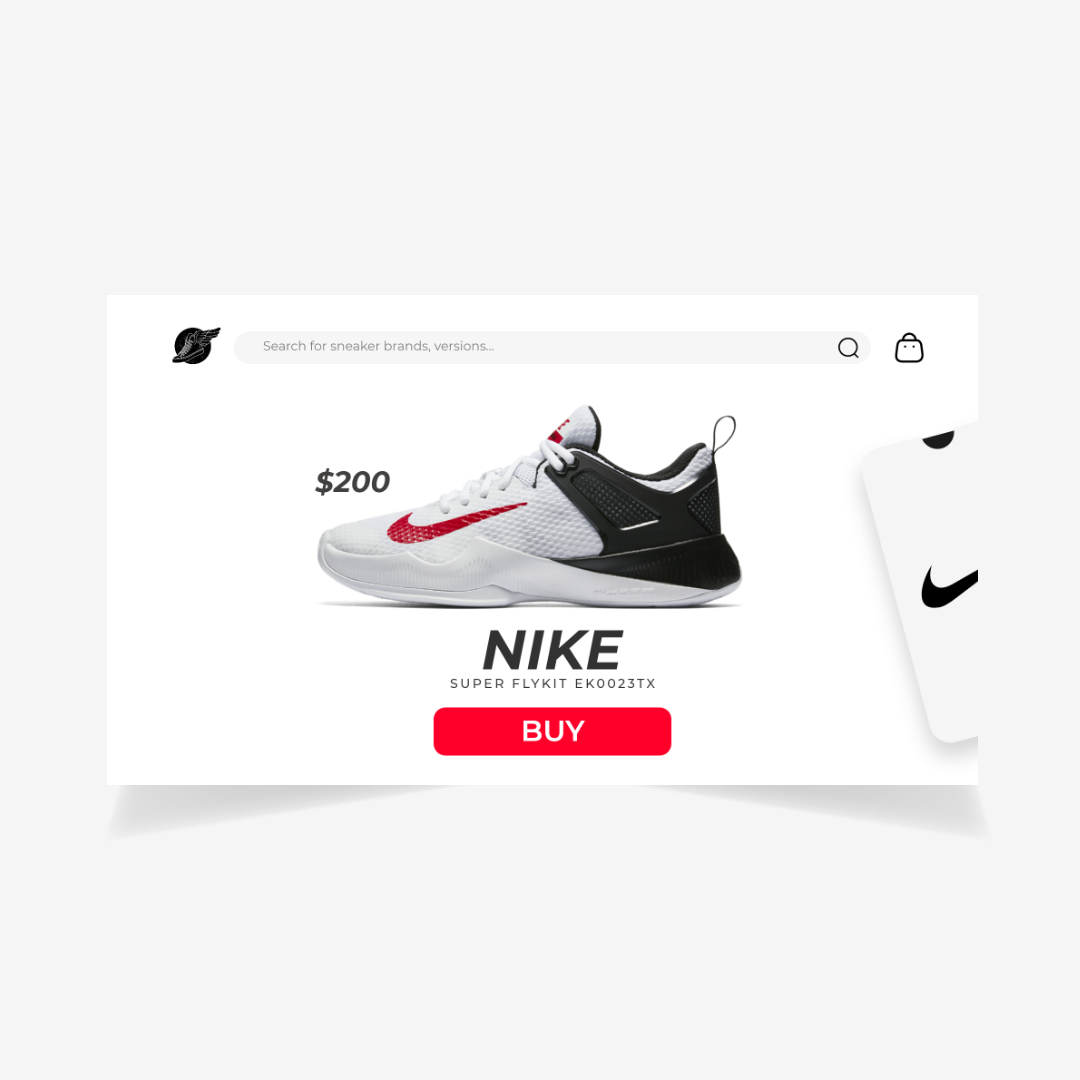 Search for sneaker brands, versions...
$200
NIKE
SUPER FLYKIT EK0023TX
BUY